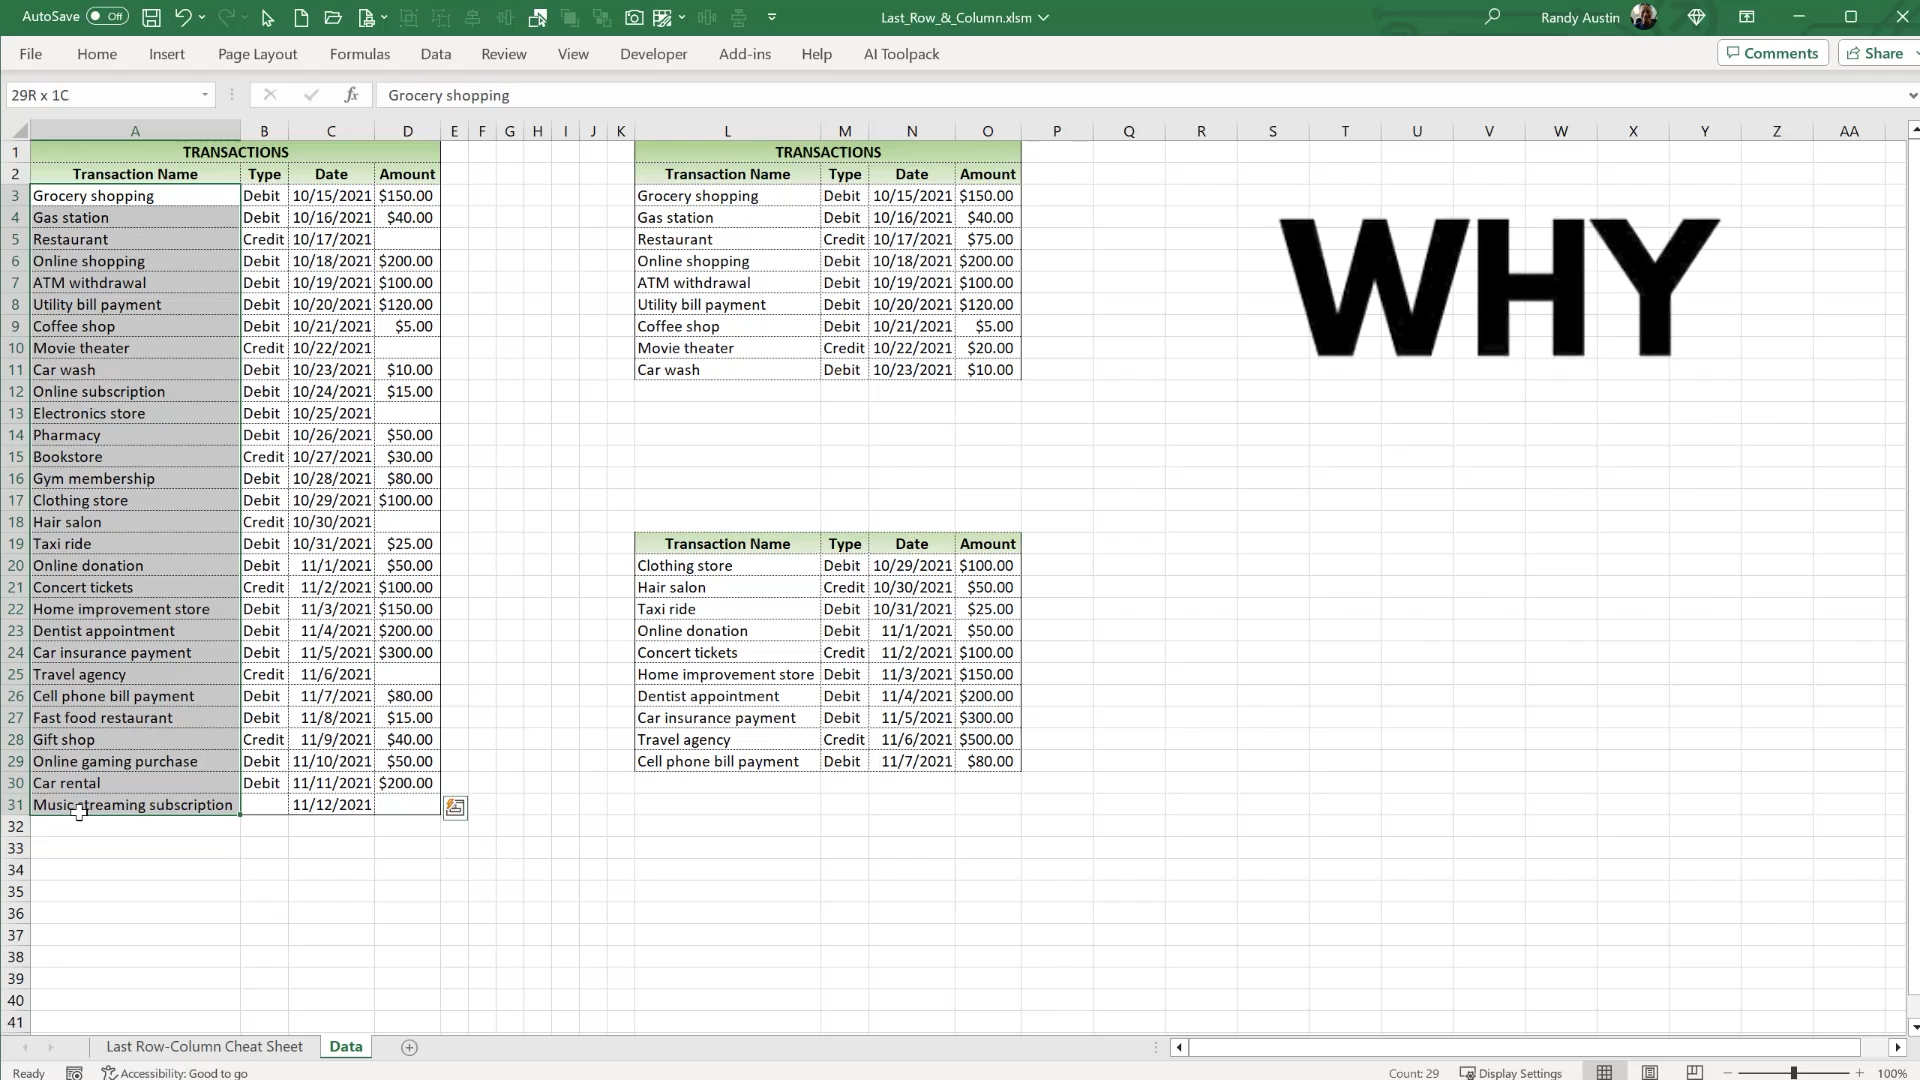 AutoSave Off Last_Row_&_Column.xlsm Randy Austin
File Home Insert Page Layout Formulas Data Review View Developer Add-ins Help AI Toolpack Comments Share
29R x 1C fx Grocery shopping
A B C D E F G H I J K L M N O P Q R S T U V W X Y Z AA
1 TRANSACTIONS TRANSACTIONS
2 Transaction Name Type Date Amount Transaction Name Type Date Amount
3 Grocery shopping Debit 10/15/2021 $150.00 Grocery shopping Debit 10/15/2021 $150.00
4 Gas station Debit 10/16/2021 $40.00 Gas station Debit 10/16/2021 $40.00
5 Restaurant Credit 10/17/2021 Restaurant Credit 10/17/2021 $75.00
6 Online shopping Debit 10/18/2021 $200.00 Online shopping Debit 10/18/2021 $200.00
7 ATM withdrawal Debit 10/19/2021 $100.00 ATM withdrawal Debit 10/19/2021 $100.00
WHY
8 Utility bill payment Debit 10/20/2021 $120.00 Utility bill payment Debit 10/20/2021 $120.00
9 Coffee shop Debit 10/21/2021 $5.00 Coffee shop Debit 10/21/2021 $5.00
10 Movie theater Credit 10/22/2021 Movie theater Credit 10/22/2021 $20.00
11 Car wash Debit 10/23/2021 $10.00 Car wash Debit 10/23/2021 $10.00
12 Online subscription Debit 10/24/2021 $15.00
13 Electronics store Debit 10/25/2021
14 Pharmacy Debit 10/26/2021 $50.00
15 Bookstore Credit 10/27/2021 $30.00
16 Gym membership Debit 10/28/2021 $80.00
17 Clothing store Debit 10/29/2021 $100.00
18 Hair salon Credit 10/30/2021
19 Taxi ride Debit 10/31/2021 $25.00 Transaction Name Type Date Amount
20 Online donation Debit 11/1/2021 $50.00 Clothing store Debit 10/29/2021 $100.00
21 Concert tickets Credit 11/2/2021 $100.00 Hair salon Credit 10/30/2021 $50.00
22 Home improvement store Debit 11/3/2021 $150.00 Taxi ride Debit 10/31/2021 $25.00
23 Dentist appointment Debit 11/4/2021 $200.00 Online donation Debit 11/1/2021 $50.00
24 Car insurance payment Debit 11/5/2021 $300.00 Concert tickets Credit 11/2/2021 $100.00
25 Travel agency Credit 11/6/2021 Home improvement store Debit 11/3/2021 $150.00
26 Cell phone bill payment Debit 11/7/2021 $80.00 Dentist appointment Debit 11/4/2021 $200.00
27 Fast food restaurant Debit 11/8/2021 $15.00 Car insurance payment Debit 11/5/2021 $300.00
28 Gift shop Credit 11/9/2021 $40.00 Travel agency Credit 11/6/2021 $500.00
29 Online gaming purchase Debit 11/10/2021 $50.00 Cell phone bill payment Debit 11/7/2021 $80.00
30 Car rental Debit 11/11/2021 $200.00
31 Music streaming subscription 11/12/2021
32
33
34
35
36
37
38
39
40
41
Last Row-Column Cheat Sheet Data
Ready Accessibility: Good to go Count: 29 Display Settings 100%